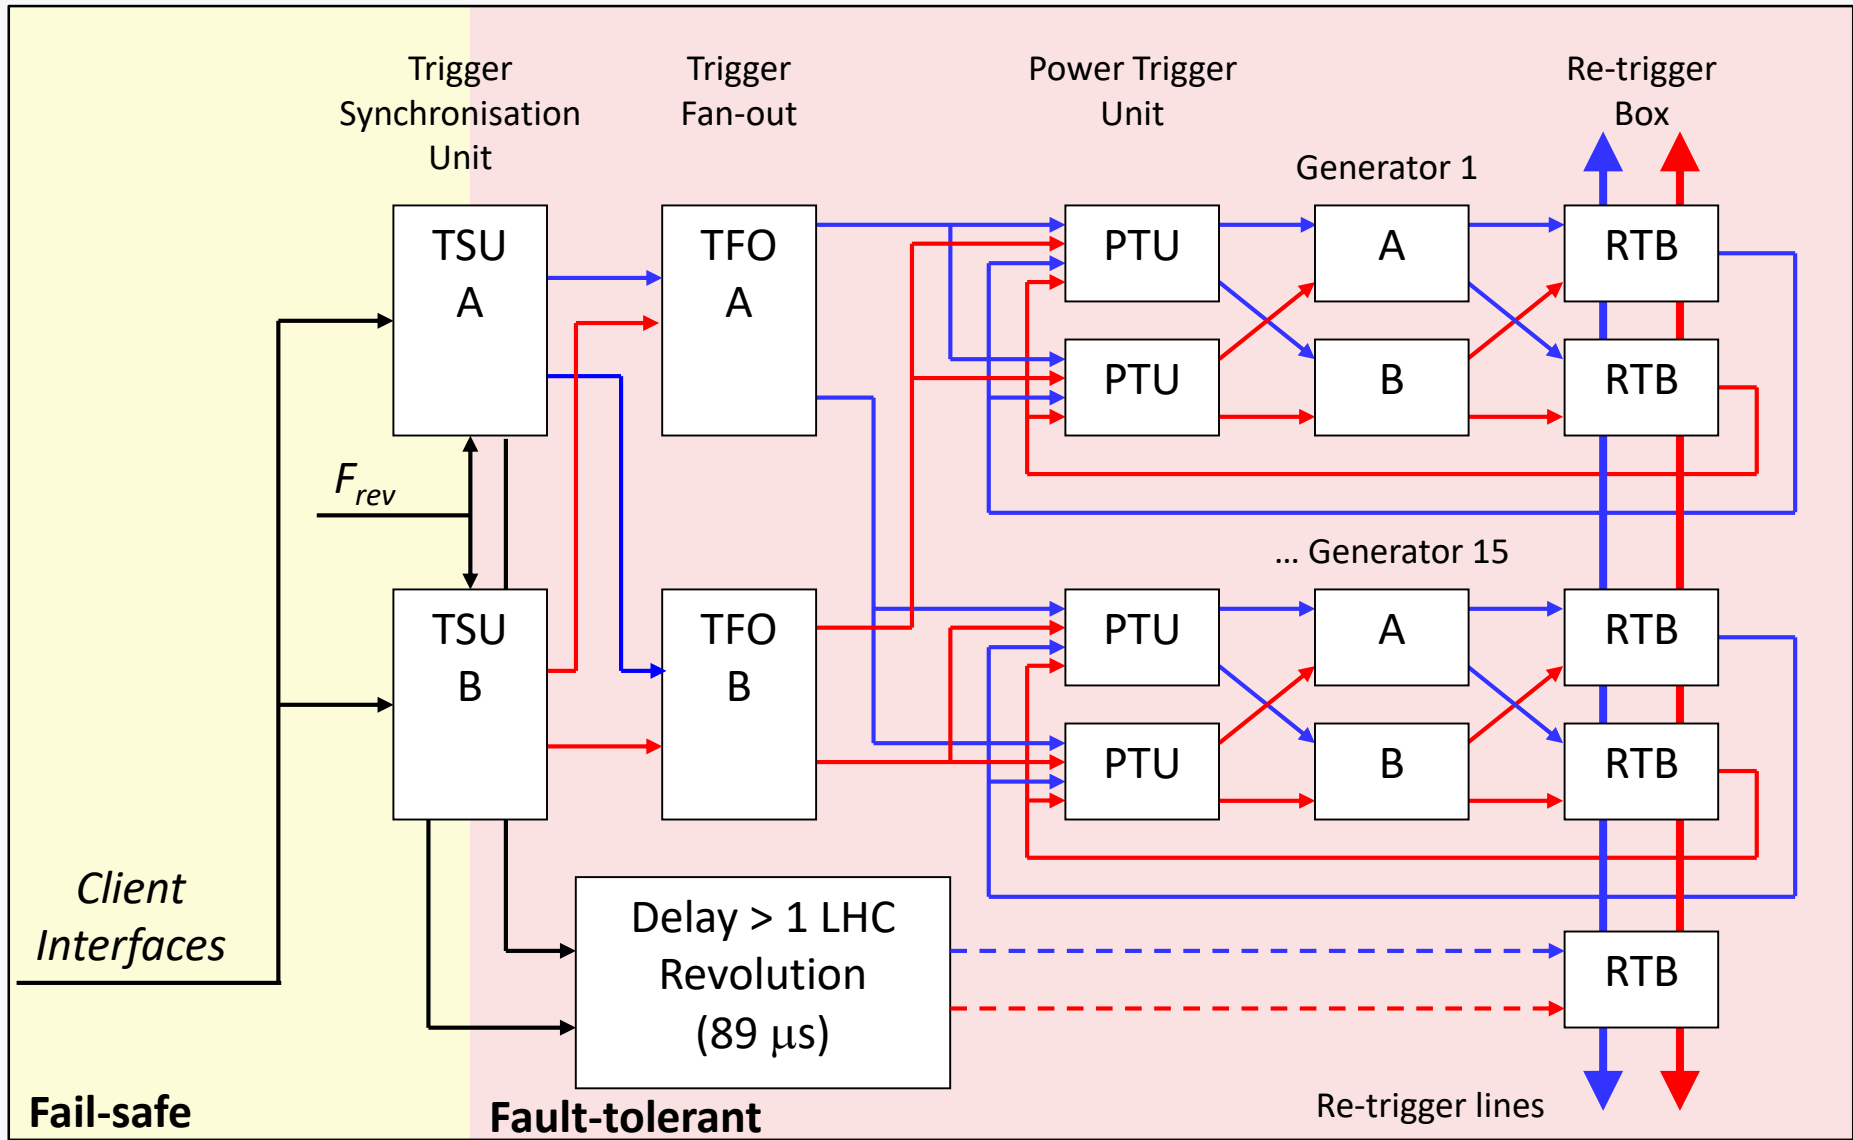 Trigger
Synchronisation
Unit
Trigger
Fan-out
Power Trigger
Unit
Re-trigger
Box
Generator 1
TSU
A
TFO
A
PTU
A
RTB
PTU
B
RTB
F_rev
... Generator 15
TSU
B
TFO
B
PTU
A
RTB
PTU
B
RTB
Client
Interfaces
Delay > 1 LHC
Revolution
(89 μs)
RTB
Fail-safe
Fault-tolerant
Re-trigger lines